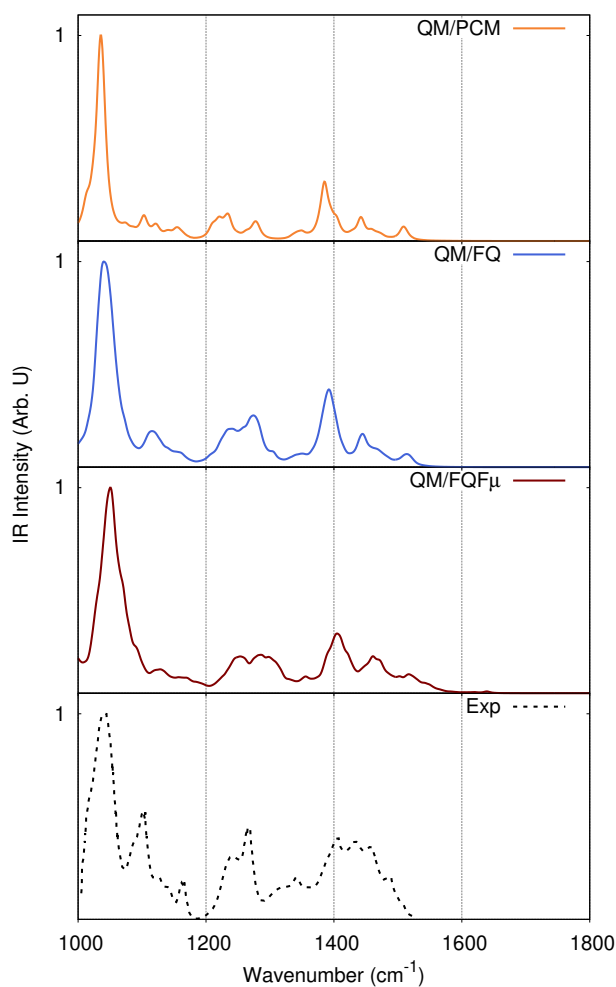 QM/PCM
1
QM/FQ
1
QM/FQFμ
1
Exp
1
IR Intensity (Arb. U)
1000 1200 1400 1600 1800
Wavenumber (cm⁻¹)